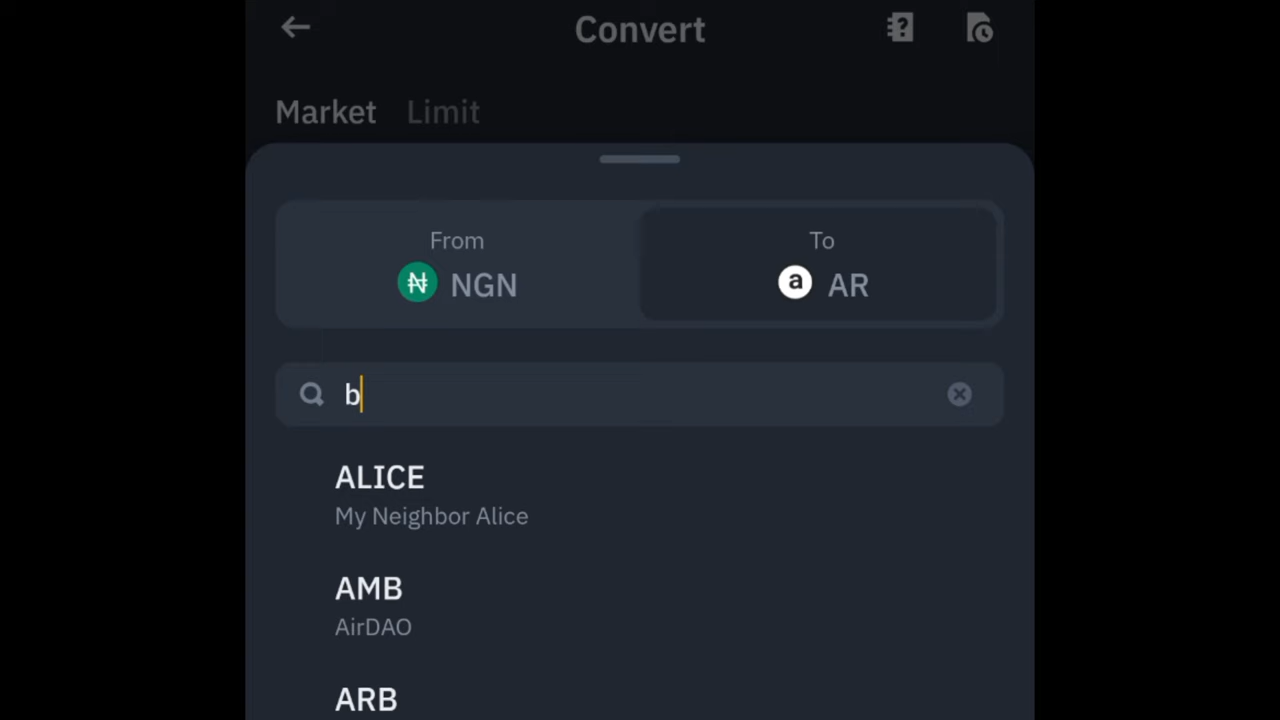 Convert
Market Limit
From To
NGN a AR
b
ALICE
My Neighbor Alice
AMB
AirDAO
ARB